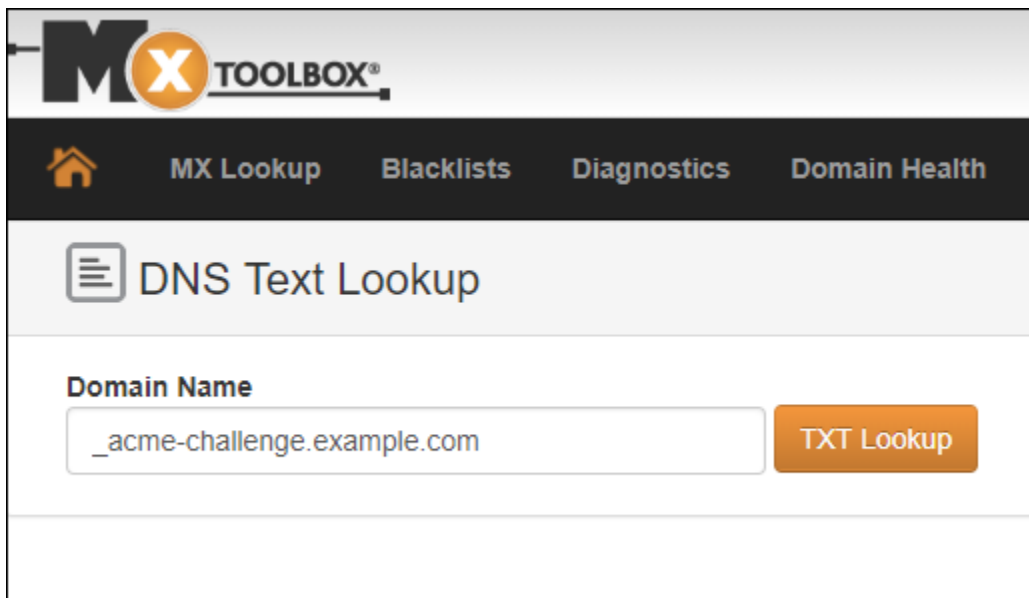 MX TOOLBOX®
MX Lookup Blacklists Diagnostics Domain Health
DNS Text Lookup
Domain Name
_acme-challenge.example.com TXT Lookup